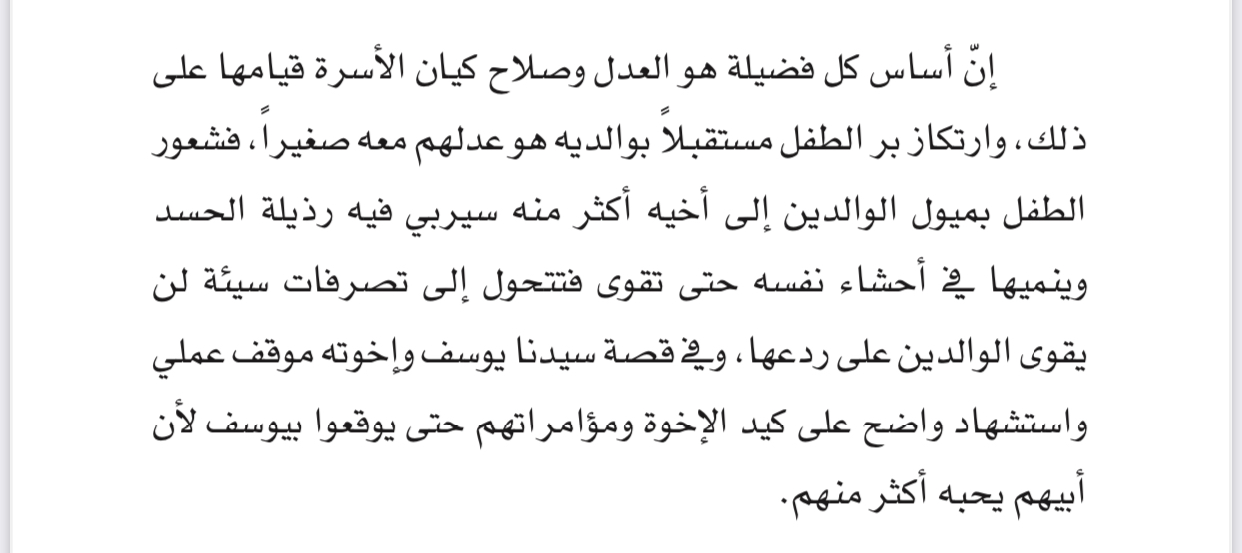 إنّ أساس كل فضيلة هو العدل وصلاح كيان الأسرة قيامها على
ذلك، وارتكاز بر الطفل مستقبلاً بوالديه هو عدلهم معه صغيراً، فشعور
الطفل بميول الوالدين إلى أخيه أكثر منه سيربي فيه رذيلة الحسد
وينميها في أحشاء نفسه حتى تقوى فتتحول إلى تصرفات سيئة لن
يقوى الوالدين على ردعها، وفي قصة سيدنا يوسف وإخوته موقف عملي
واستشهاد واضح على كيد الإخوة ومؤامراتهم حتى يوقعوا بيوسف لأن
أبيهم يحبه أكثر منهم.